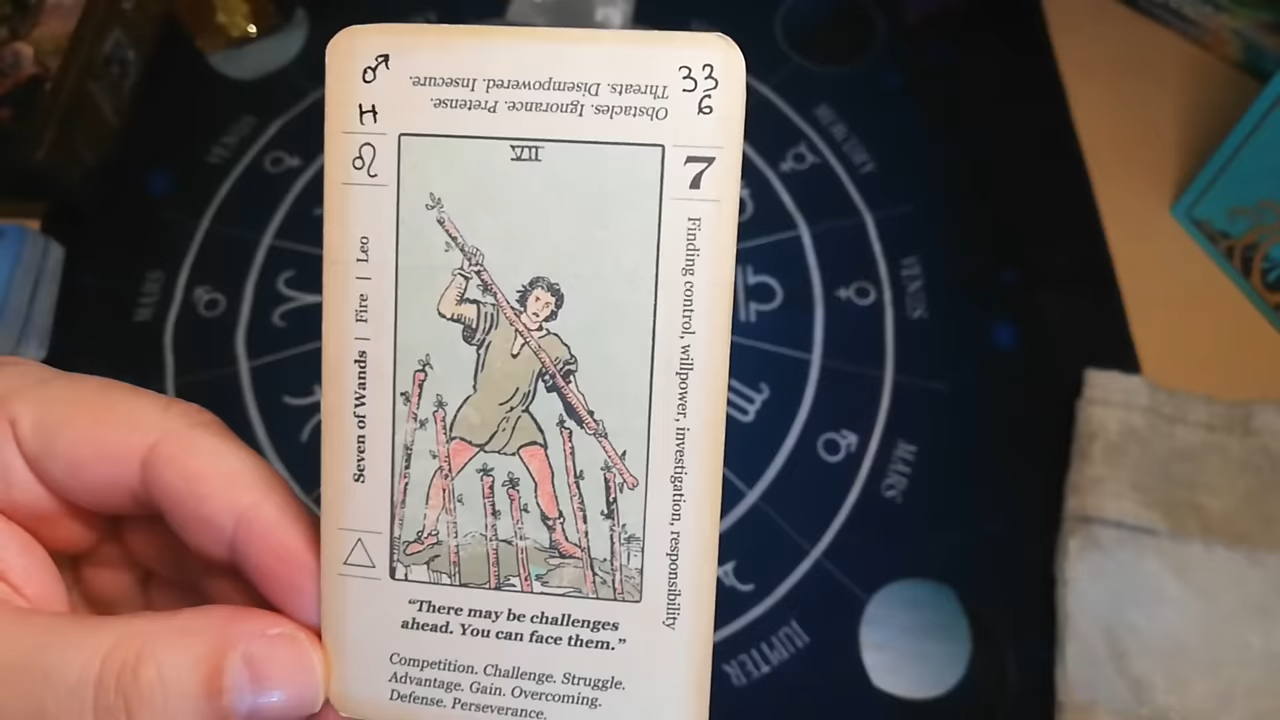 ♂
H
♌
33
6
Obstacles. Ignorance. Pretense.
Threats. Disempowered. Insecure.
7
VII
Finding control, willpower, investigation, responsibility
Seven of Wands | Fire | Leo
"There may be challenges
ahead. You can face them."
Competition. Challenge. Struggle.
Advantage. Gain. Overcoming.
Defense. Perseverance.
VENUS
MARS
MERCURY
VENUS
MARS
JUPITER